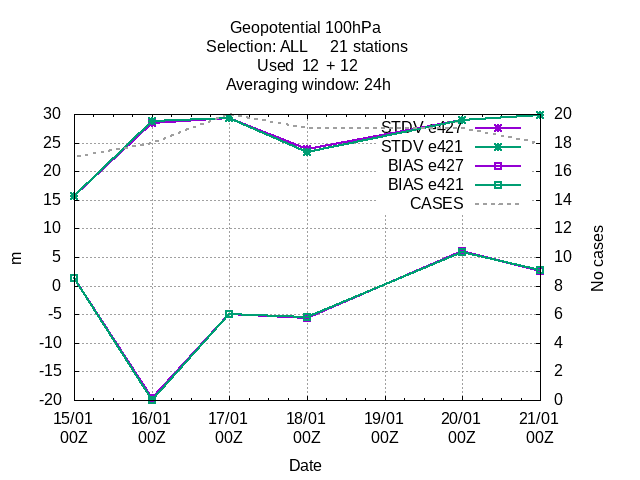 Geopotential 100hPa
Selection: ALL 21 stations
Used 12 + 12
Averaging window: 24h
30
25
20
15
10
5
0
-5
-10
-15
-20
m
20
18
16
14
12
10
8
6
4
2
0
No cases
STDV e427
STDV e421
BIAS e427
BIAS e421
CASES
15/01 16/01 17/01 18/01 19/01 20/01 21/01
00Z 00Z 00Z 00Z 00Z 00Z 00Z
Date